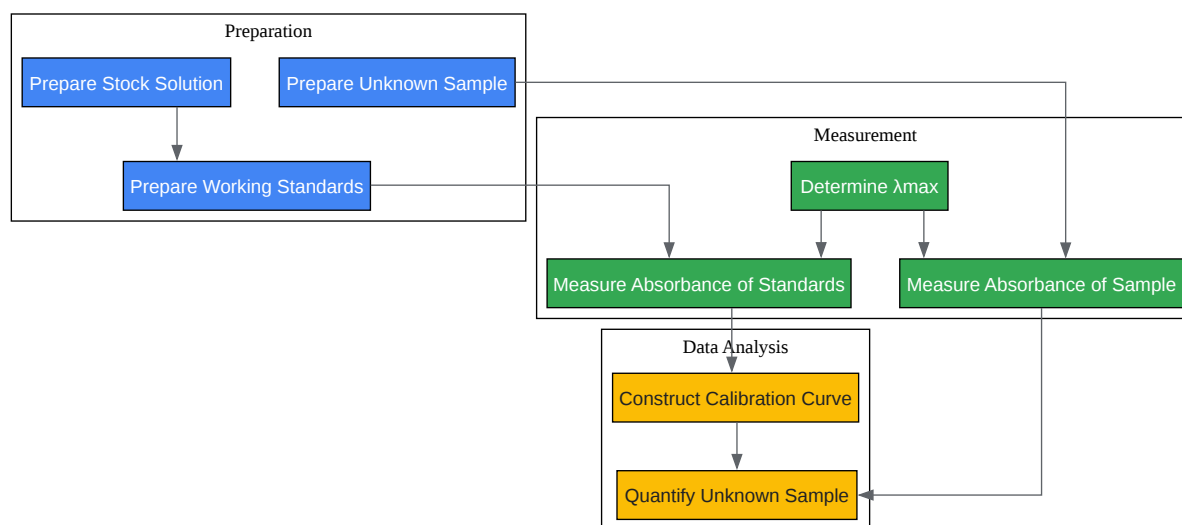 Preparation
Prepare Stock Solution
Prepare Unknown Sample
Prepare Working Standards
Measurement
Determine λmax
Measure Absorbance of Standards
Measure Absorbance of Sample
Data Analysis
Construct Calibration Curve
Quantify Unknown Sample